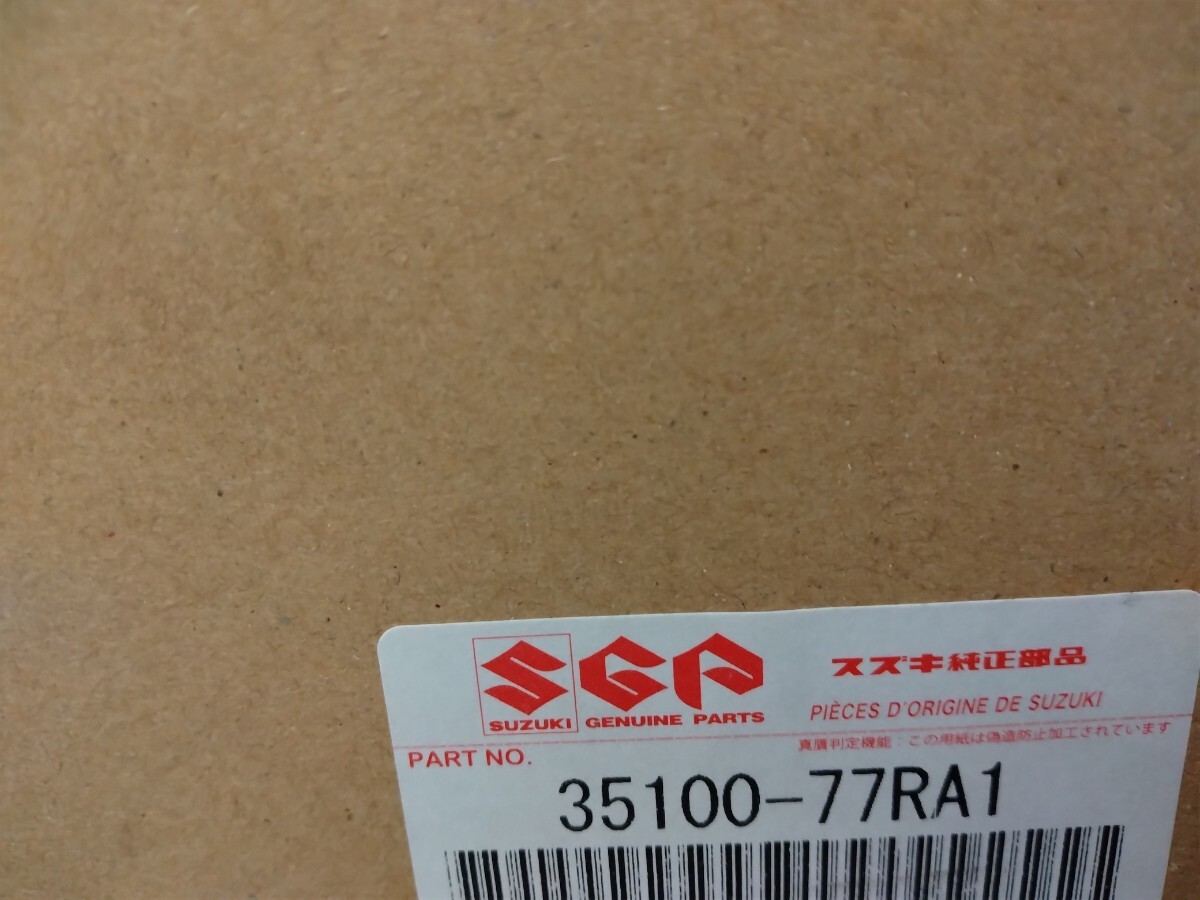 SGP
SUZUKI GENUINE PARTS
スズキ純正部品
PIÈCES D'ORIGINE DE SUZUKI
真贋判定機能：この用紙は偽造防止加工されています
PART NO.
35100-77RA1